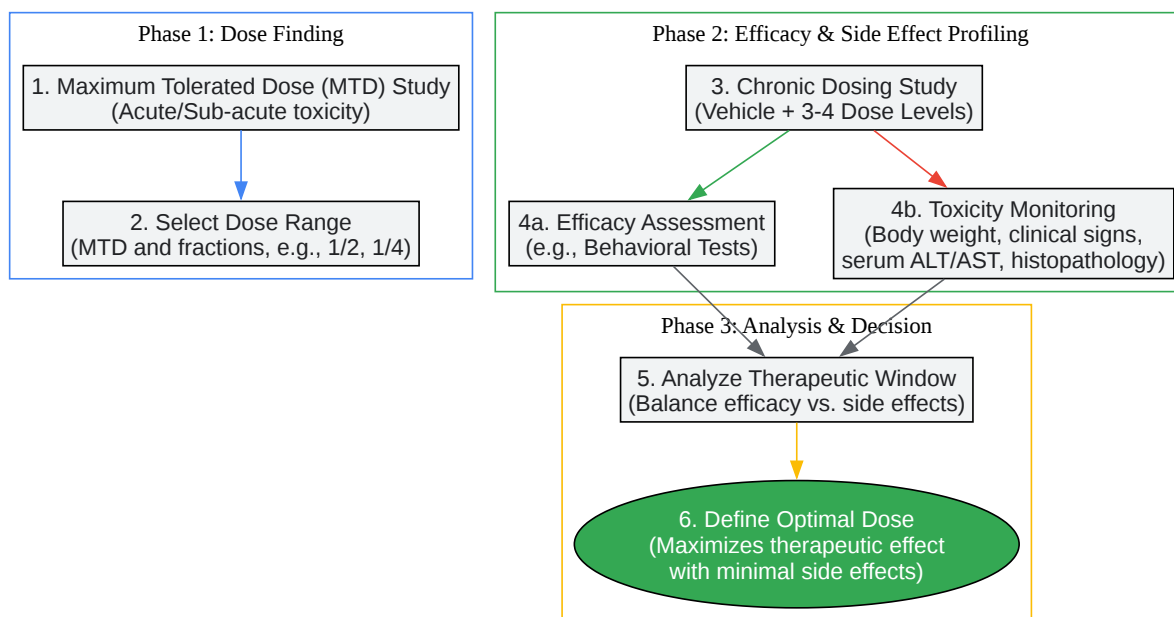 Phase 1: Dose Finding
1. Maximum Tolerated Dose (MTD) Study
(Acute/Sub-acute toxicity)
2. Select Dose Range
(MTD and fractions, e.g., 1/2, 1/4)
Phase 2: Efficacy & Side Effect Profiling
3. Chronic Dosing Study
(Vehicle + 3-4 Dose Levels)
4a. Efficacy Assessment
(e.g., Behavioral Tests)
4b. Toxicity Monitoring
(Body weight, clinical signs,
serum ALT/AST, histopathology)
Phase 3: Analysis & Decision
5. Analyze Therapeutic Window
(Balance efficacy vs. side effects)
6. Define Optimal Dose
(Maximizes therapeutic effect
with minimal side effects)